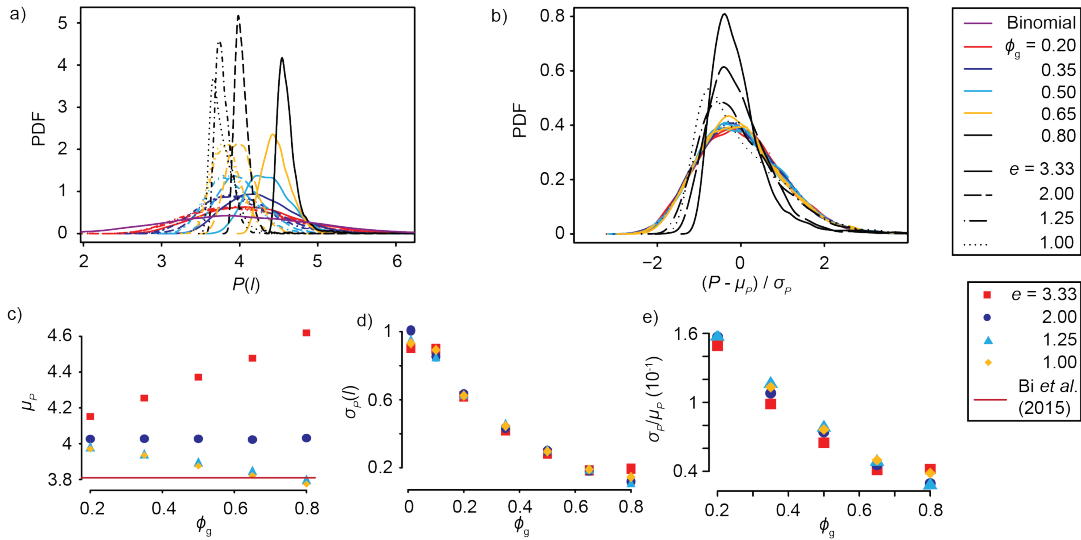 a)
5
4
3
2
1
0
PDF
2
3
4
5
6
P(l)
b)
0.8
0.6
0.4
0.2
0
PDF
−2
0
2
(P - μP) / σP
Binomial
ϕg = 0.20
0.35
0.50
0.65
0.80
e = 3.33
2.00
1.25
1.00
c)
4.6
4.4
4.2
4
3.8
μP
0.2
0.4
0.6
0.8
ϕg
d)
1
0.6
0.2
σP(l)
0
0.2
0.4
0.6
0.8
ϕg
e)
1.6
1
0.4
σP/μP (10-1)
0.2
0.4
0.6
0.8
ϕg
e = 3.33
2.00
1.25
1.00
Bi et al.
(2015)